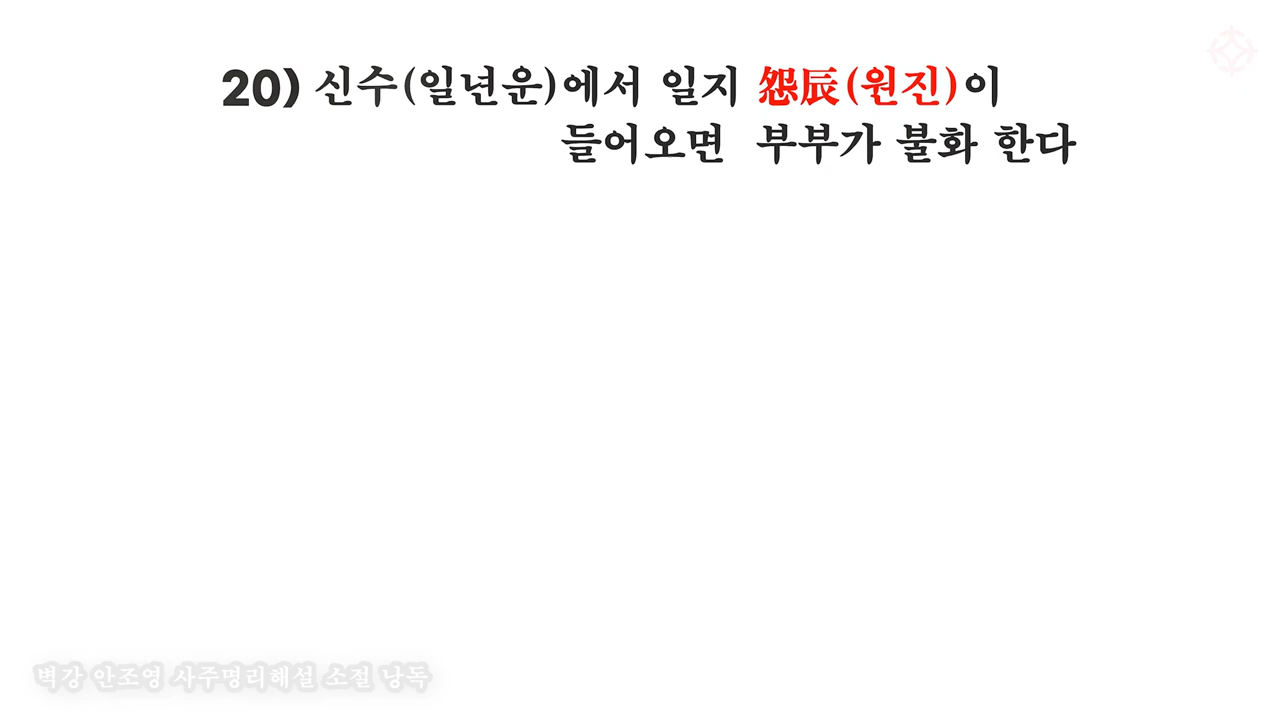 20) 신수(일년운)에서 일지 怨辰(원진)이
들어오면 부부가 불화 한다
벽강 안조영 사주명리해설 소절 낭독